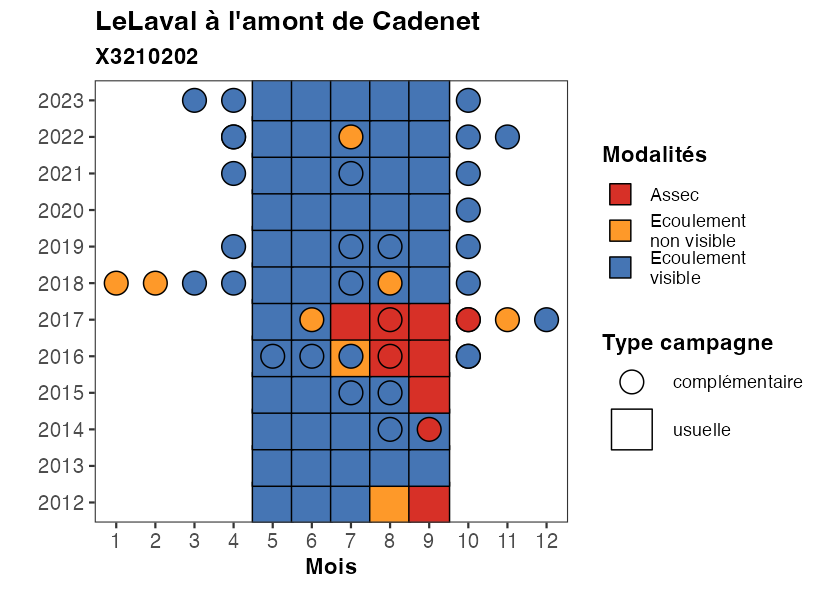 LeLaval à l'amont de Cadenet
X3210202
2023
2022
2021
2020
2019
2018
2017
2016
2015
2014
2013
2012
1 2 3 4 5 6 7 8 9 10 11 12
Mois
Modalités
Assec
Ecoulement
non visible
Ecoulement
visible
Type campagne
complémentaire
usuelle